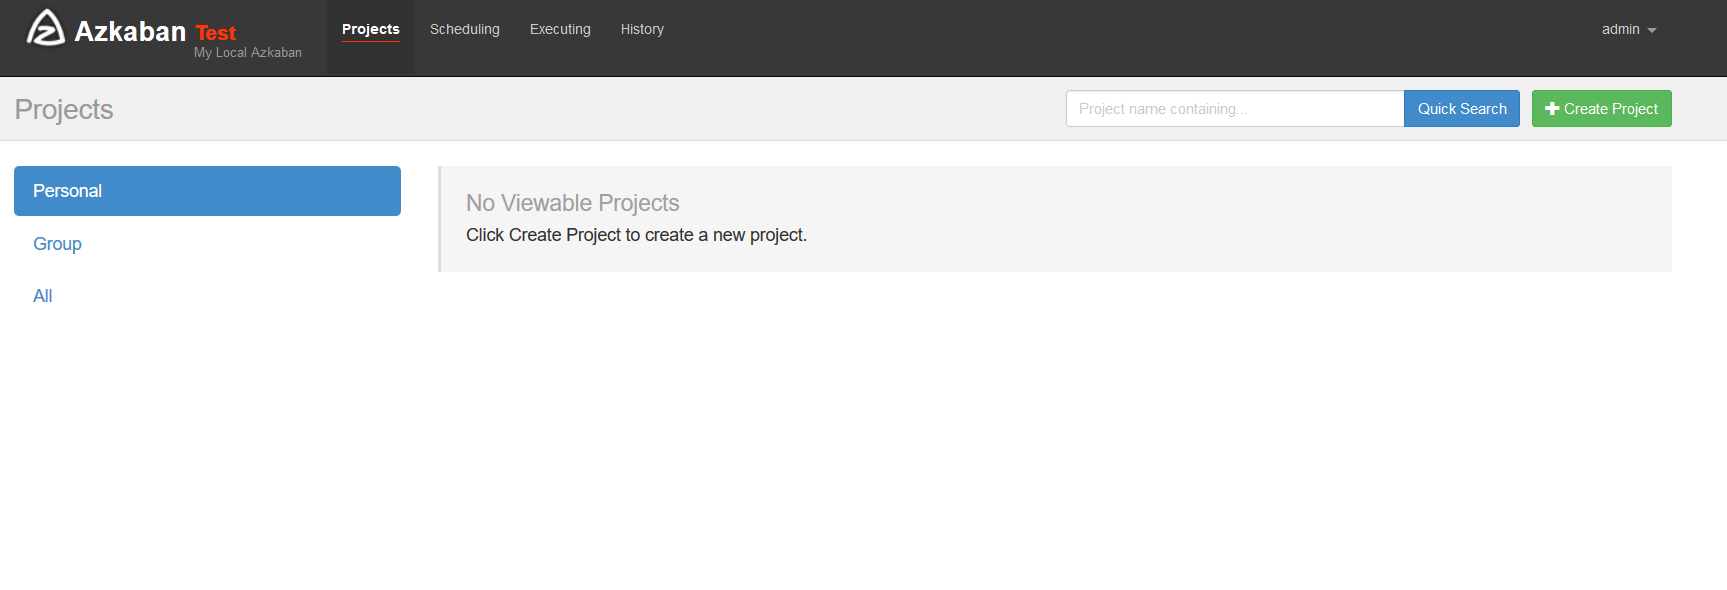 Azkaban Test
My Local Azkaban
Projects Scheduling Executing History admin
Projects
Project name containing... Quick Search Create Project
Personal
Group
All
No Viewable Projects
Click Create Project to create a new project.